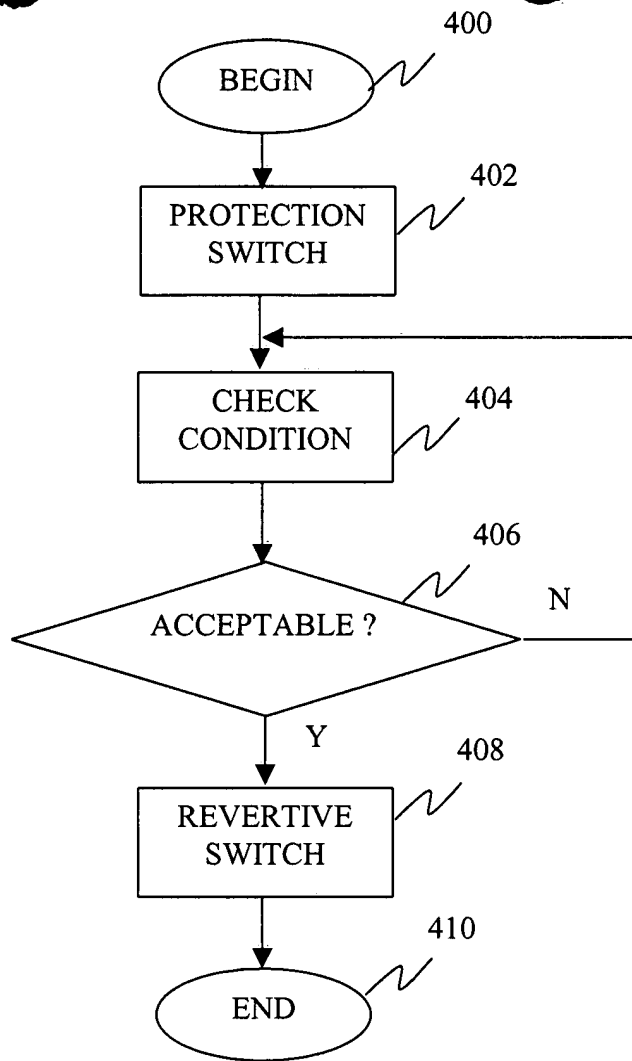 400
BEGIN
402
PROTECTION
SWITCH
CHECK
CONDITION
404
406
ACCEPTABLE ?
N
Y
408
REVERTIVE
SWITCH
410
END